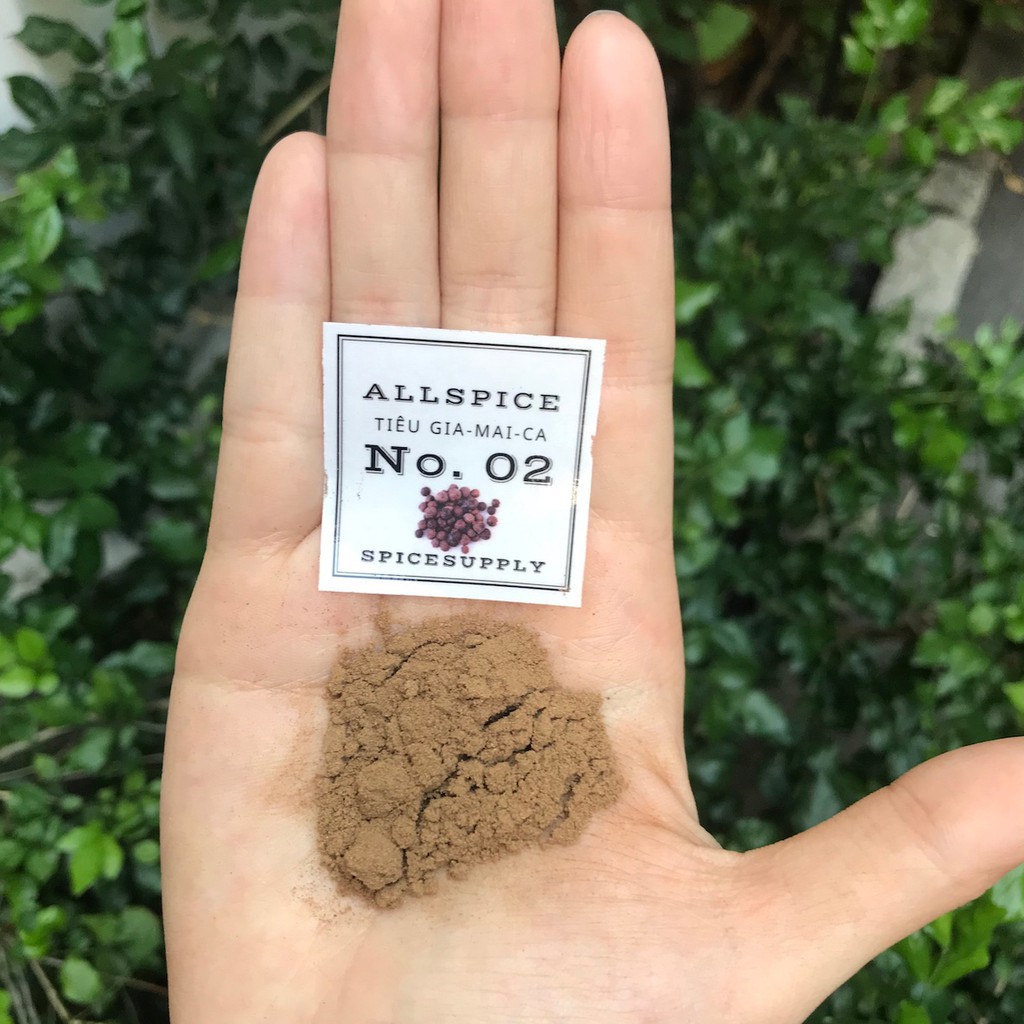 ALLSPICE
TIÊU GIA-MAI-CA
No. 02
SPICESUPPLY